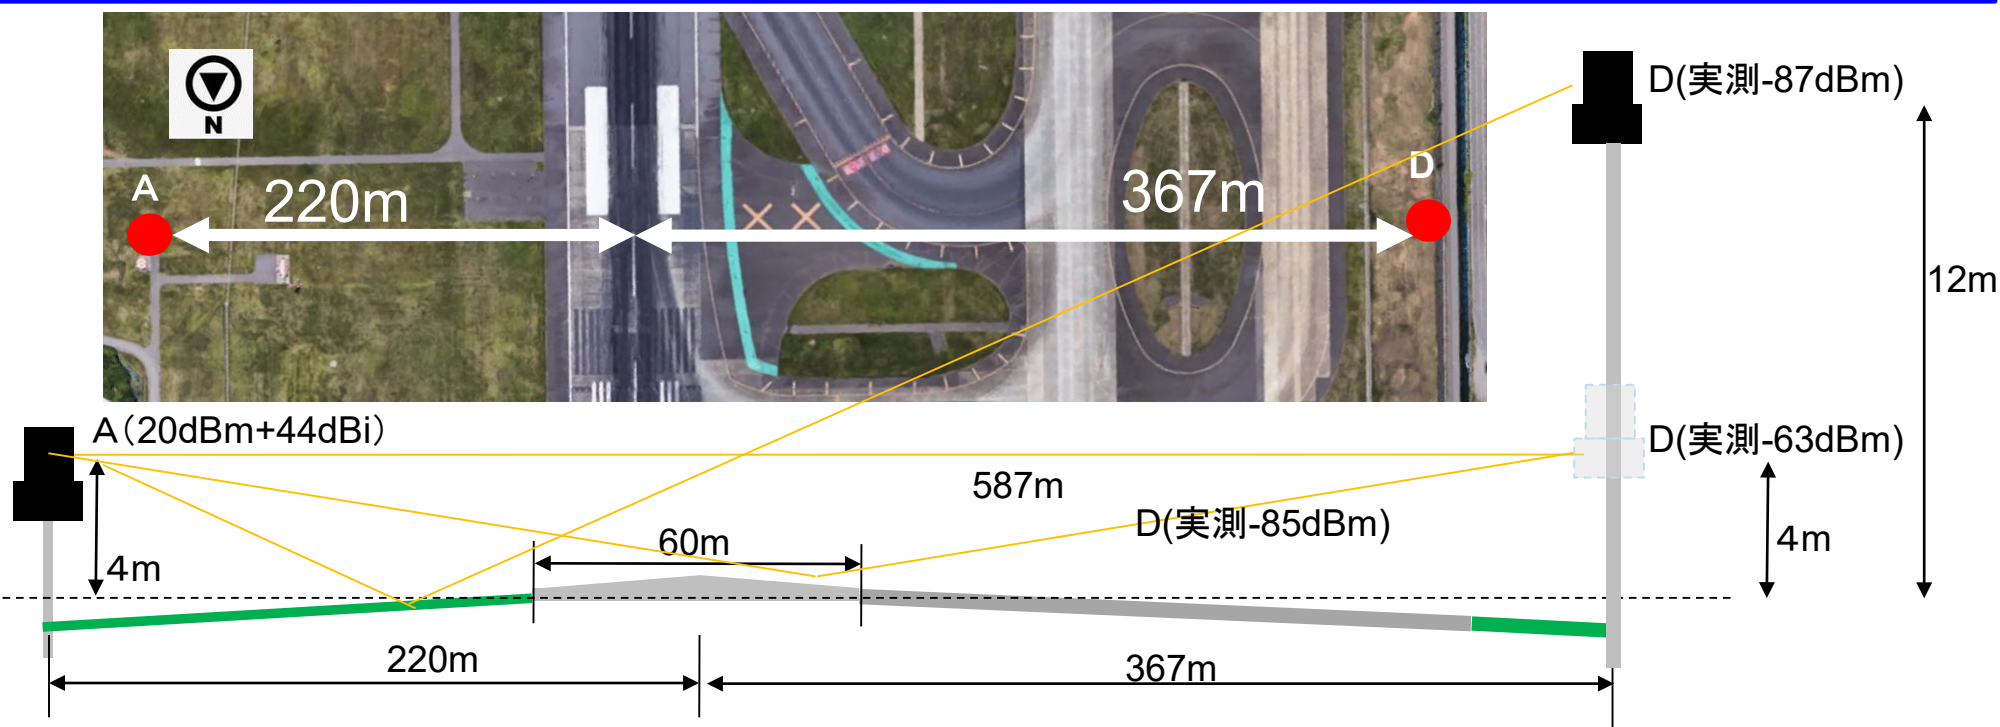 N
A
220m
367m
D
D(実測-87dBm)
12m
A（20dBm+44dBi）
D(実測-63dBm)
587m
D(実測-85dBm)
60m
4m
4m
220m
367m